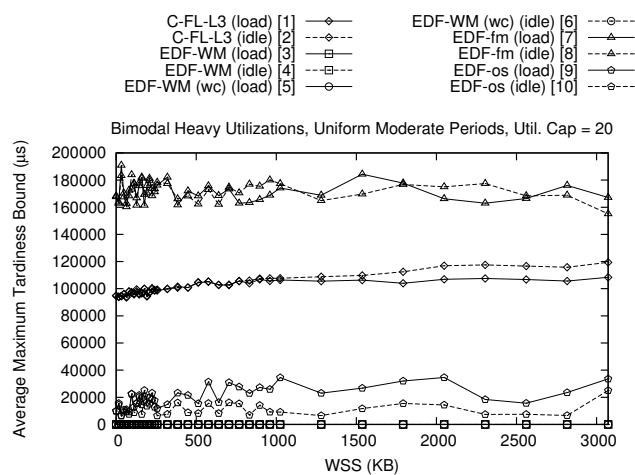 C-FL-L3 (load) [1]
C-FL-L3 (idle) [2]
EDF-WM (load) [3]
EDF-WM (idle) [4]
EDF-WM (wc) (load) [5]
EDF-WM (wc) (idle) [6]
EDF-fm (load) [7]
EDF-fm (idle) [8]
EDF-os (load) [9]
EDF-os (idle) [10]
Bimodal Heavy Utilizations, Uniform Moderate Periods, Util. Cap = 20
Average Maximum Tardiness Bound (µs)
200000
180000
160000
140000
120000
100000
80000
60000
40000
20000
0
0 500 1000 1500 2000 2500 3000
WSS (KB)